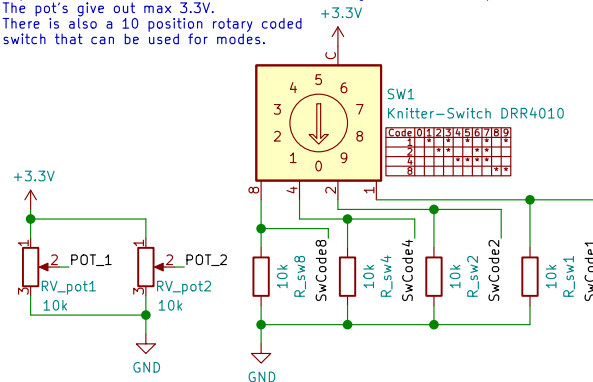 The pot's give out max 3.3V.
There is also a 10 position rotary coded
switch that can be used for modes.
+3.3V
C
SW1
Knitter-Switch DRR4010
5
4 6
3 7
2 8
1 9
0
Code 0 1 2 3 4 5 6 7 8 9
1 * * * * *
2 * * * *
4 * * * *
8 * *
8 4 2 1
+3.3V
1 1
2 POT_1 2 POT_2
3 RV_pot1 3 RV_pot2
10k 10k
GND
10k
R_sw8
SwCode8
10k
R_sw4
SwCode4
10k
R_sw2
SwCode2
10k
R_sw1
SwCode1
GND